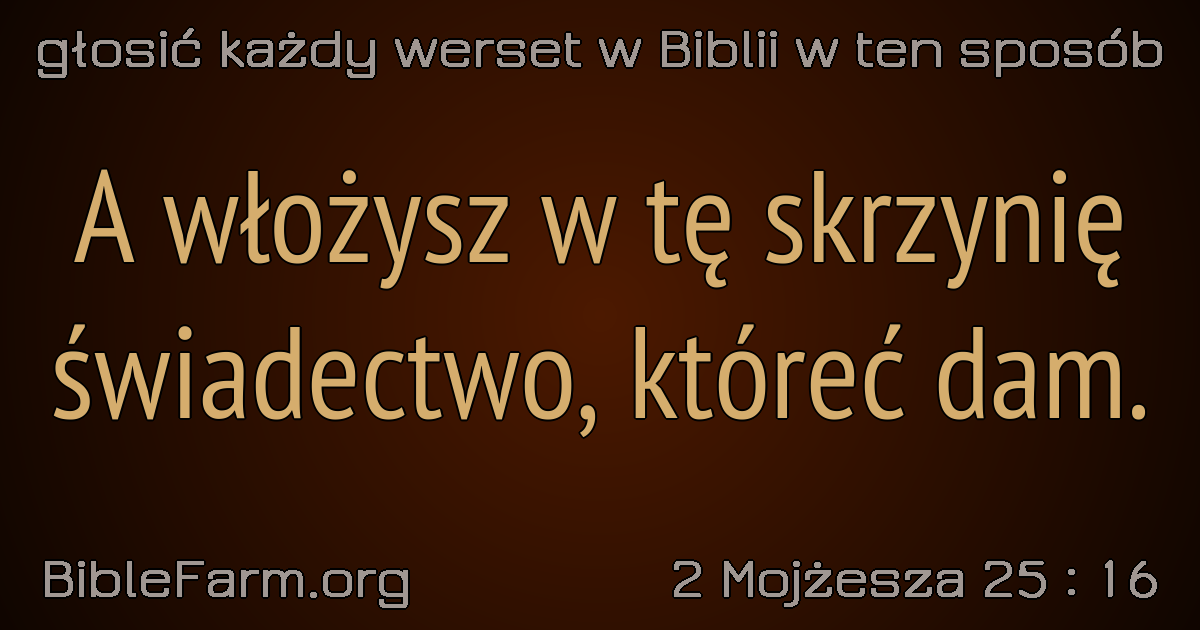 głosić każdy werset w Biblii w ten sposób
A włożysz w tę skrzynię
świadectwo, któreć dam.
BibleFarm.org
2 Mojżesza 25 : 16